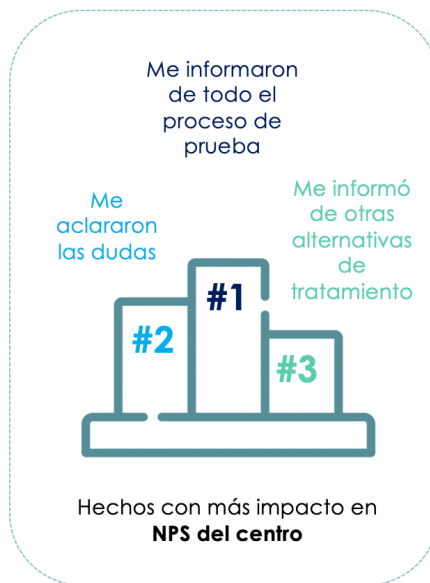 Me informaron
de todo el
proceso de
prueba
Me
aclararon
las dudas
Me informó
de otras
alternativas
de
tratamiento
#1
#2
#3
Hechos con más impacto en
NPS del centro